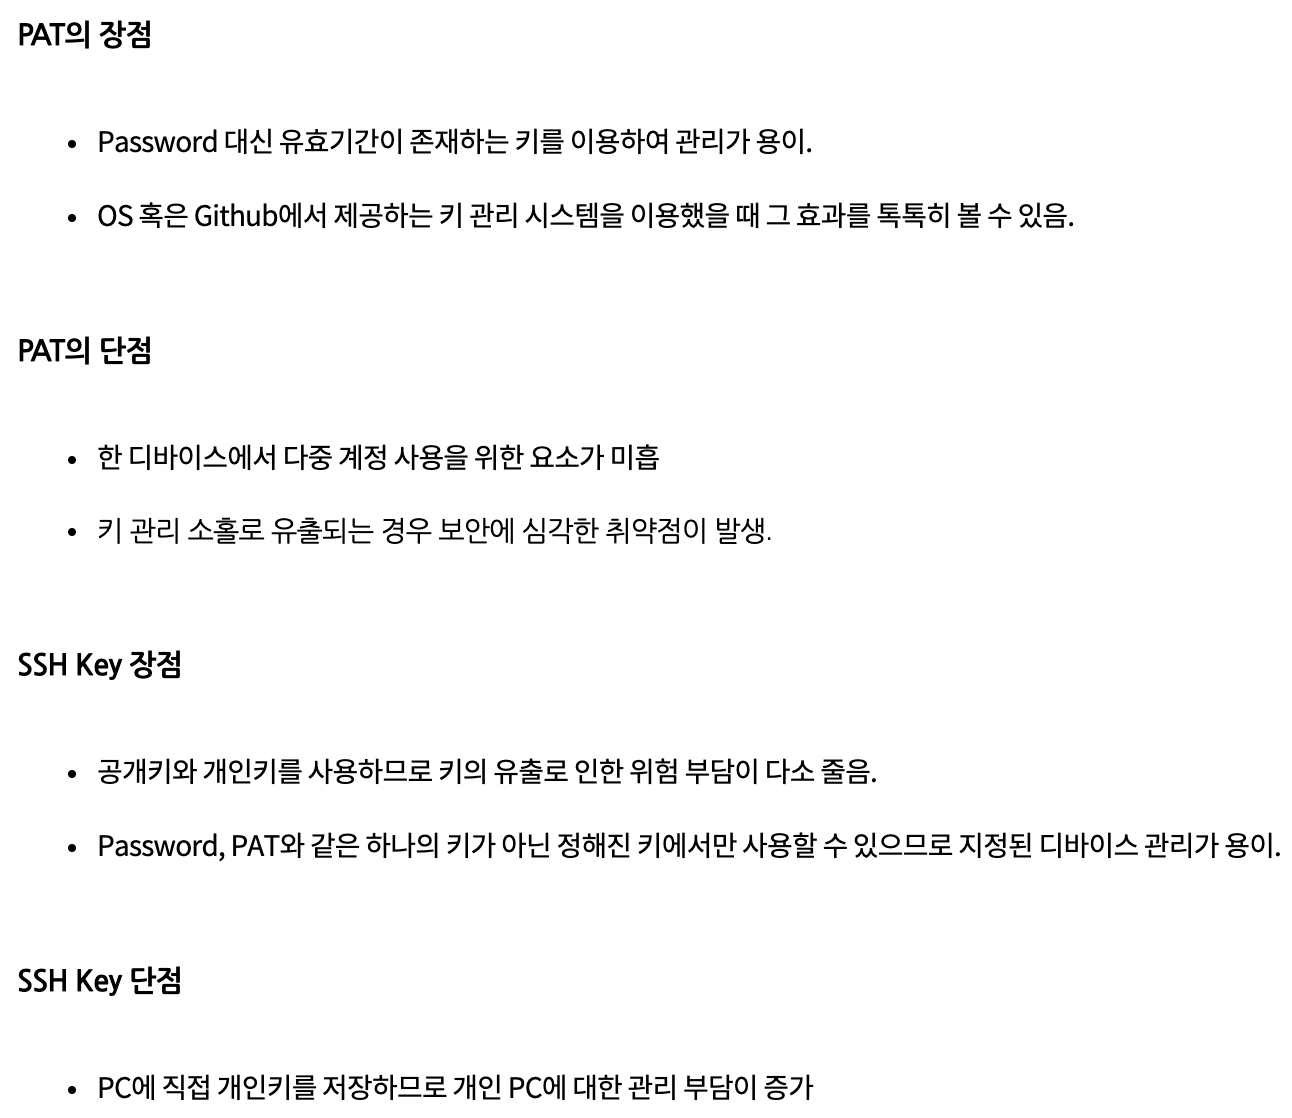 PAT의 장점
• Password 대신 유효기간이 존재하는 키를 이용하여 관리가 용이.
• OS 혹은 Github에서 제공하는 키 관리 시스템을 이용했을 때 그 효과를 톡톡히 볼 수 있음.
PAT의 단점
• 한 디바이스에서 다중 계정 사용을 위한 요소가 미흡
• 키 관리 소홀로 유출되는 경우 보안에 심각한 취약점이 발생.
SSH Key 장점
• 공개키와 개인키를 사용하므로 키의 유출로 인한 위험 부담이 다소 줄음.
• Password, PAT와 같은 하나의 키가 아닌 정해진 키에서만 사용할 수 있으므로 지정된 디바이스 관리가 용이.
SSH Key 단점
• PC에 직접 개인키를 저장하므로 개인 PC에 대한 관리 부담이 증가